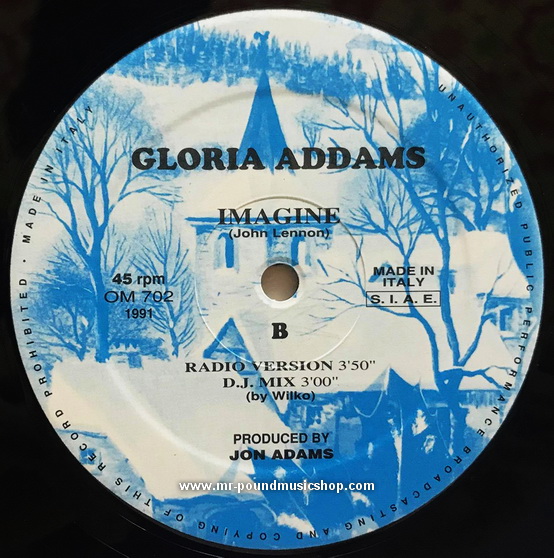 GLORIA ADDAMS
IMAGINE
(John Lennon)
45 rpm
OM 702
1991
MADE IN
ITALY
S. I. A. E.
B
RADIO VERSION 3'50"
D.J. MIX 3'00"
(by Wilko)
PRODUCED BY
JON ADAMS
www.mr-poundmusicshop.com
UNAUTHORIZED PUBLIC PERFORMANCE BROADCASTING AND COPYING OF THIS RECORD PROHIBITED · MADE IN ITALY